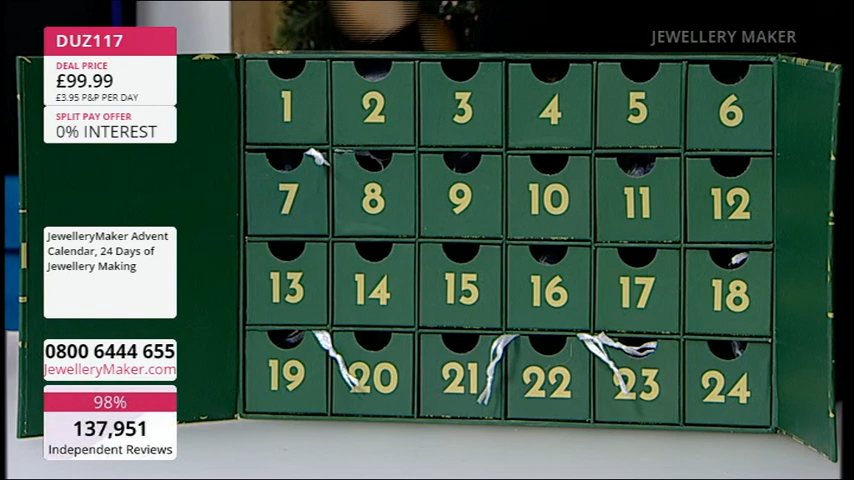 DUZ117
DEAL PRICE
£99.99
£3.95 P&P PER DAY
SPLIT PAY OFFER
0% INTEREST
JewelleryMaker Advent
Calendar, 24 Days of
Jewellery Making
0800 6444 655
JewelleryMaker.com
98%
137,951
Independent Reviews
JEWELLERY MAKER
1 2 3 4 5 6
7 8 9 10 11 12
13 14 15 16 17 18
19 20 21 22 23 24